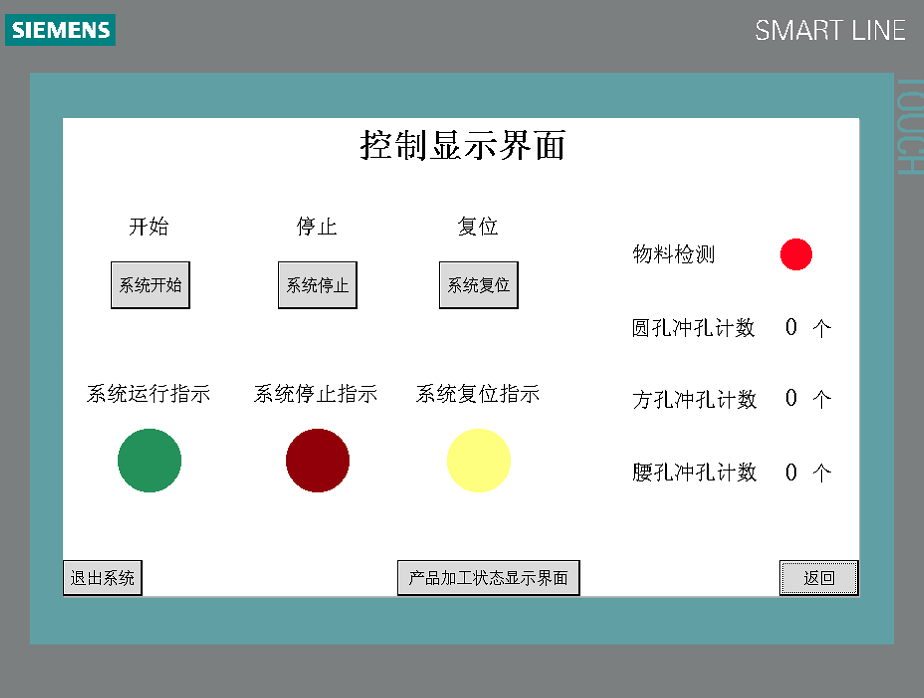 SIEMENS
SMART LINE
TOUCH
控制显示界面
开始
停止
复位
系统开始
系统停止
系统复位
物料检测
圆孔冲孔计数 0 个
系统运行指示
系统停止指示
系统复位指示
方孔冲孔计数 0 个
腰孔冲孔计数 0 个
退出系统
产品加工状态显示界面
返回